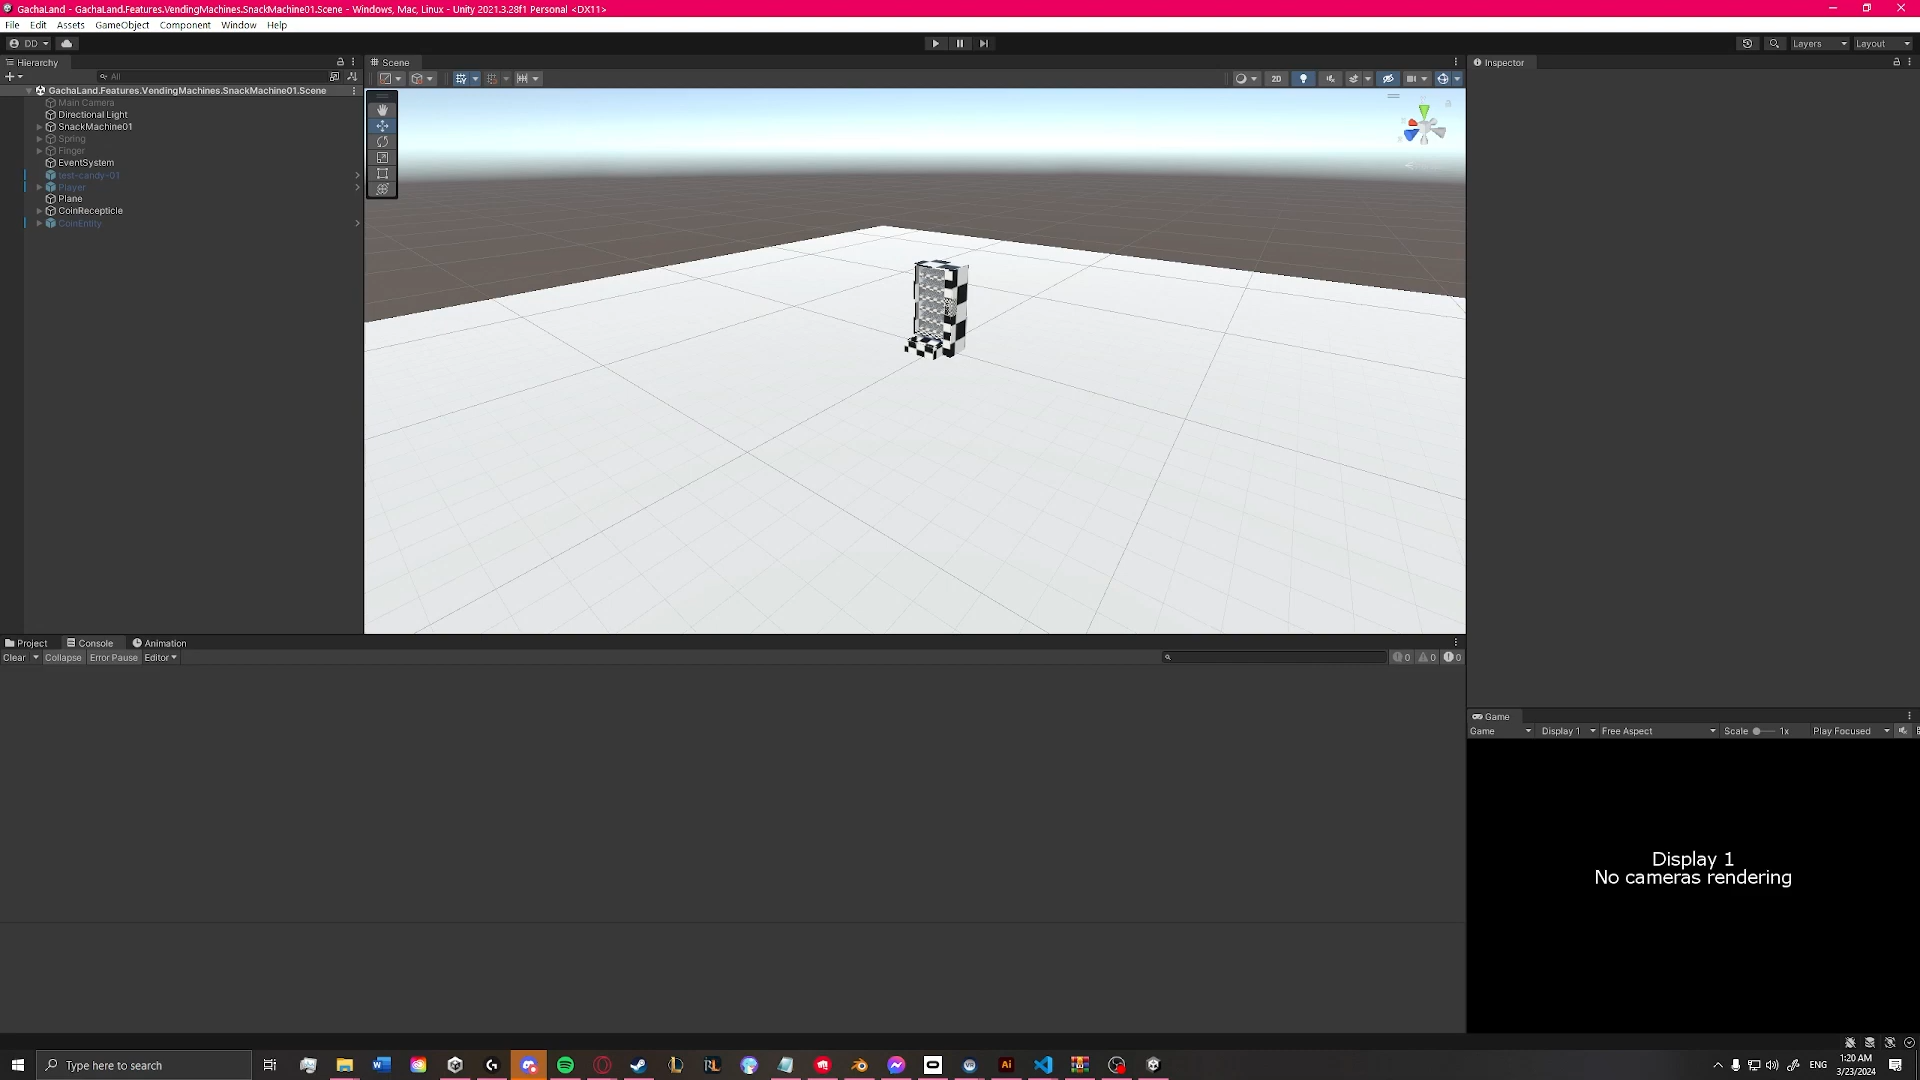 GachaLand - GachaLand.Features.VendingMachines.SnackMachine01.Scene - Windows, Mac, Linux - Unity 2021.3.28f1 Personal <DX11>
File Edit Assets GameObject Component Window Help
DD
Layers
Layout
Hierarchy
All
GachaLand.Features.VendingMachines.SnackMachine01.Scene
Main Camera
Directional Light
SnackMachine01
Spring
Finger
EventSystem
test-candy-01
Player
Plane
CoinRecepticle
CoinEntity
Scene
2D
Inspector
Project
Console
Animation
Clear
Collapse
Error Pause
Editor
0
0
0
Game
Game
Display 1
Free Aspect
Scale
1x
Play Focused
Display 1
No cameras rendering
Type here to search
ENG
1:20 AM
3/23/2024